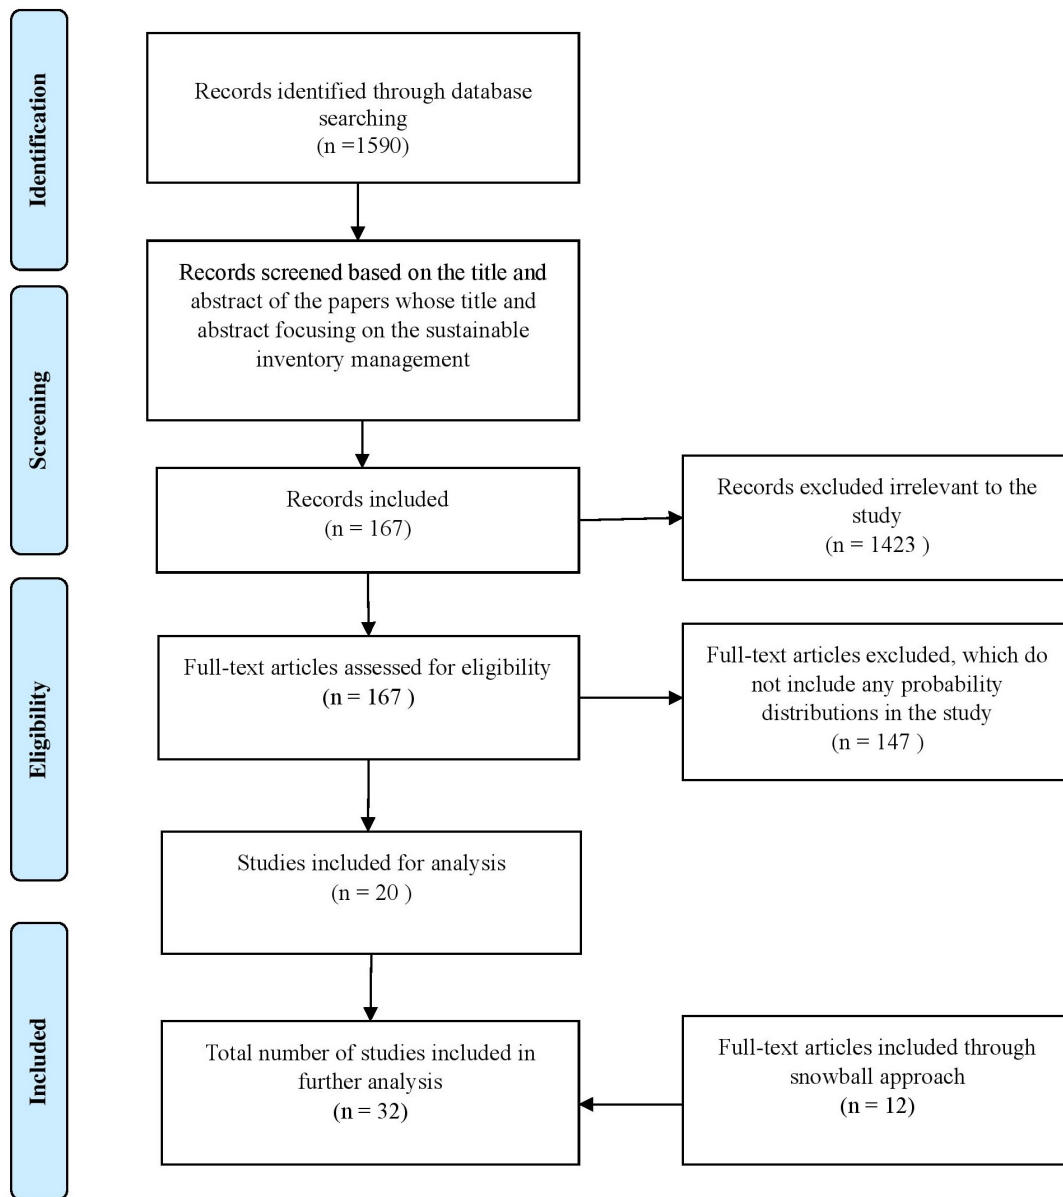 Identification
Records identified through database
searching
(n =1590)
Records screened based on the title and
abstract of the papers whose title and
abstract focusing on the sustainable
inventory management
Screening
Records included
(n = 167)
Records excluded irrelevant to the
study
(n = 1423 )
Eligibility
Full-text articles assessed for eligibility
(n = 167 )
Full-text articles excluded, which do
not include any probability
distributions in the study
(n = 147 )
Studies included for analysis
(n = 20 )
Included
Total number of studies included in
further analysis
(n = 32)
Full-text articles included through
snowball approach
(n = 12)